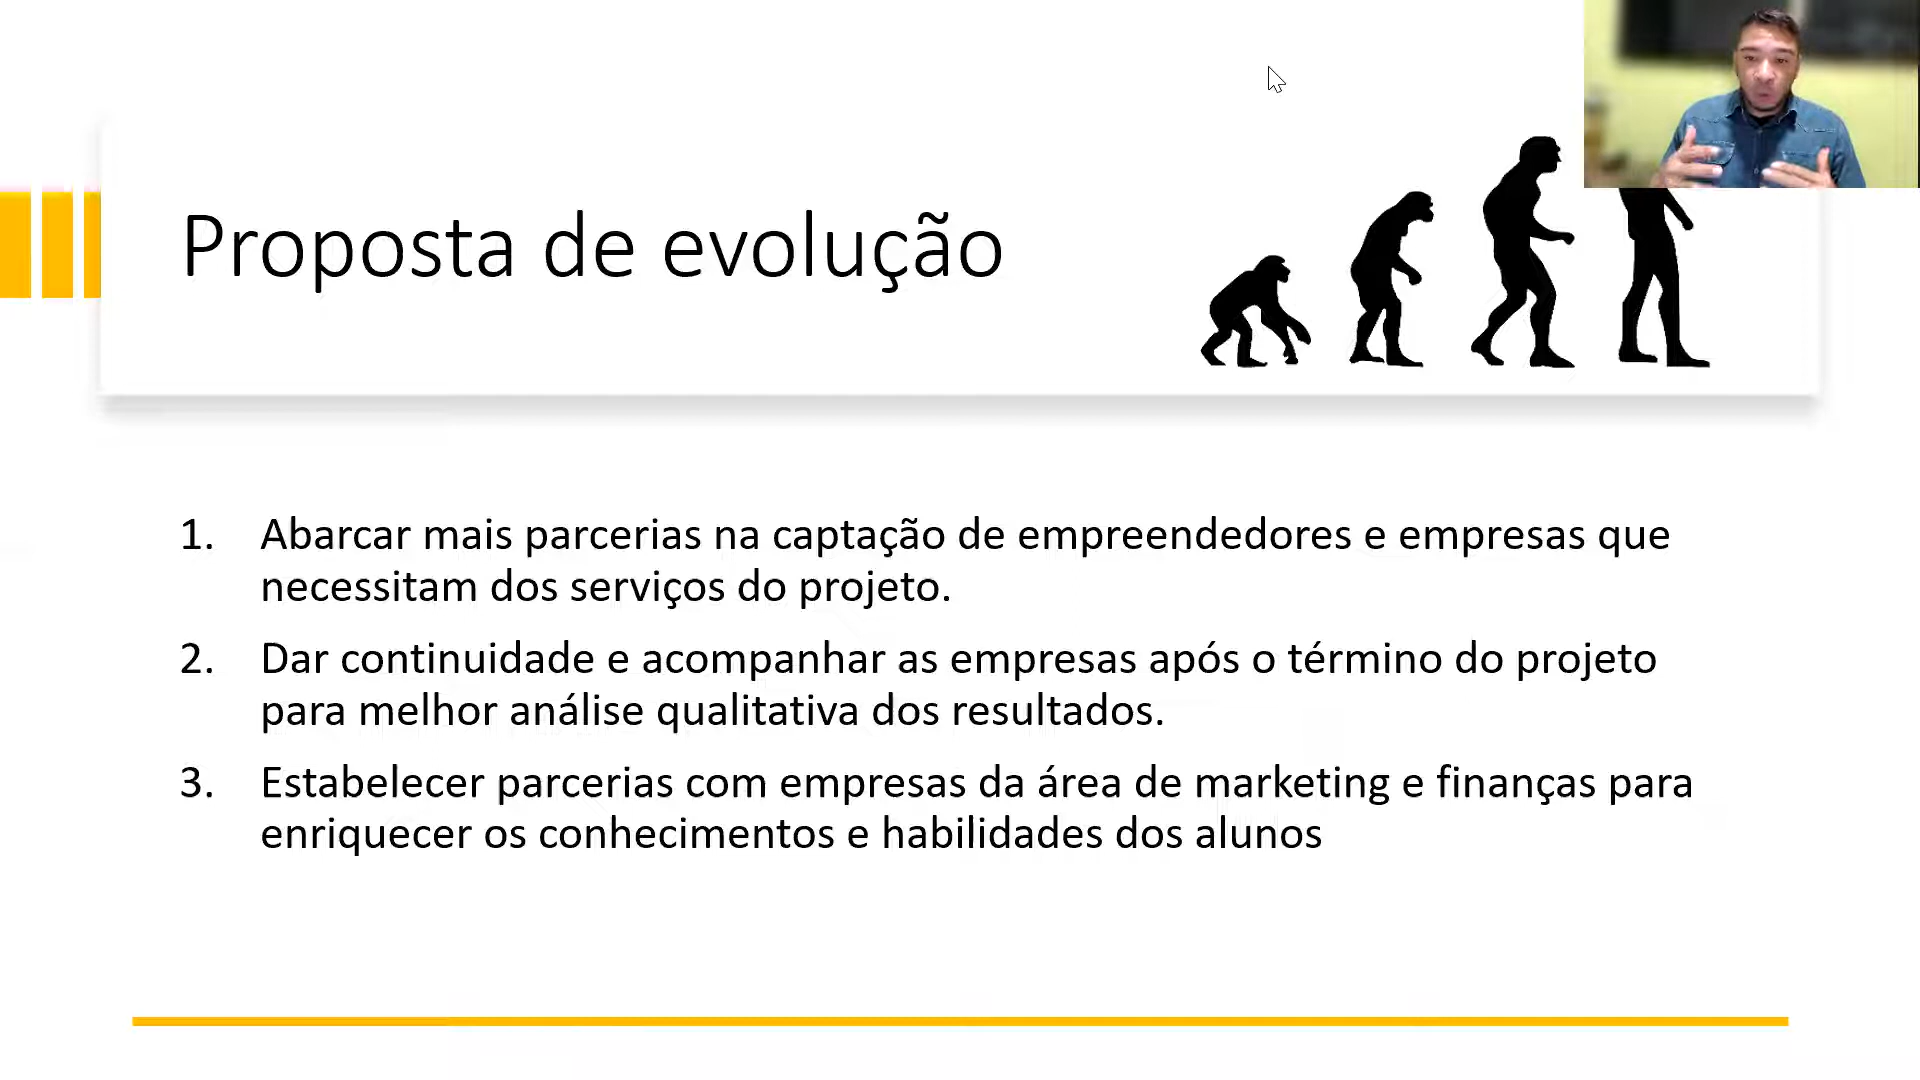 Proposta de evolução
1. Abarcar mais parcerias na captação de empreendedores e empresas que
necessitam dos serviços do projeto.
2. Dar continuidade e acompanhar as empresas após o término do projeto
para melhor análise qualitativa dos resultados.
3. Estabelecer parcerias com empresas da área de marketing e finanças para
enriquecer os conhecimentos e habilidades dos alunos